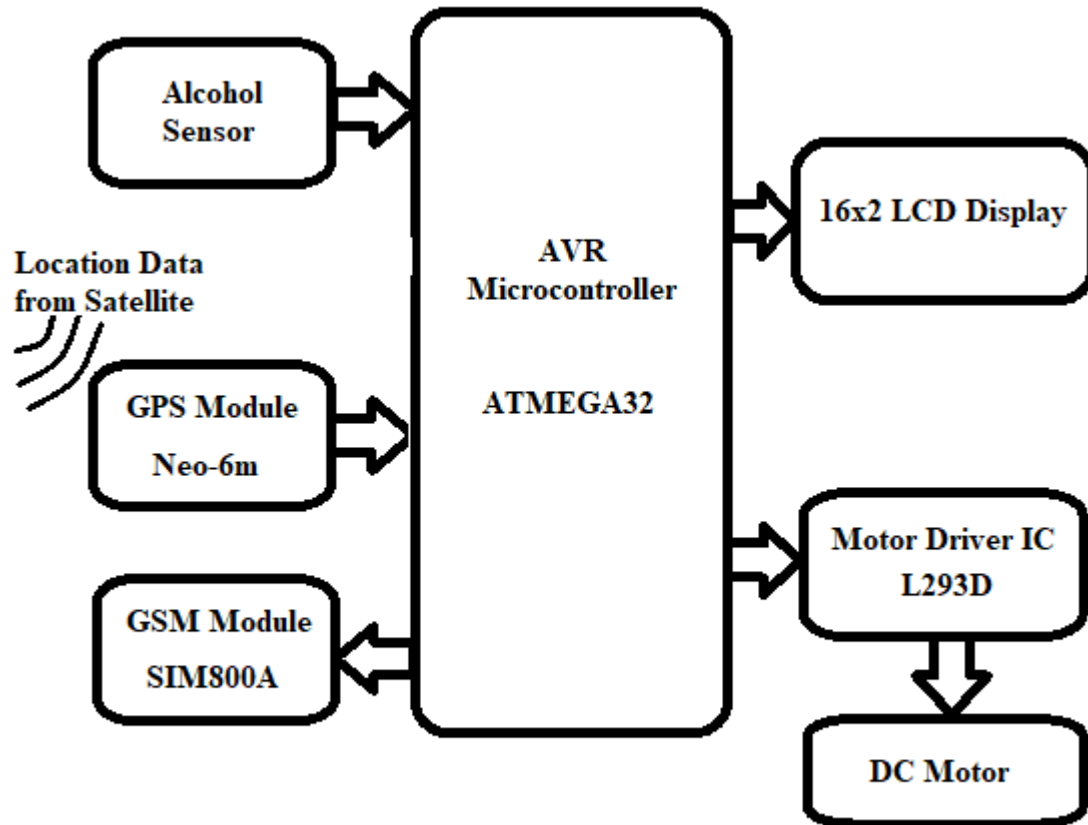 Alcohol
Sensor
Location Data
from Satellite
GPS Module
Neo-6m
GSM Module
SIM800A
AVR
Microcontroller
ATMEGA32
16x2 LCD Display
Motor Driver IC
L293D
DC Motor